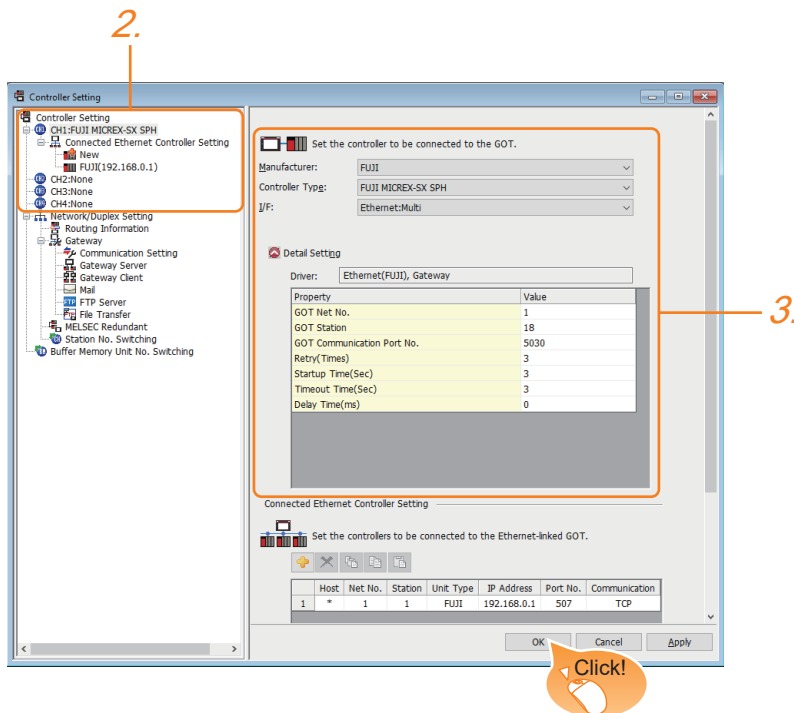 2.
Controller Setting
Controller Setting
CH1:FUJI MICREX-SX SPH
Connected Ethernet Controller Setting
New
FUJI(192.168.0.1)
CH2:None
CH3:None
CH4:None
Network/Duplex Setting
Routing Information
Gateway
Communication Setting
Gateway Server
Gateway Client
Mail
FTP Server
File Transfer
MELSEC Redundant
Station No. Switching
Buffer Memory Unit No. Switching
Set the controller to be connected to the GOT.
Manufacturer: FUJI
Controller Type: FUJI MICREX-SX SPH
I/F: Ethernet:Multi
Detail Setting
Driver: Ethernet(FUJI), Gateway
Property Value
GOT Net No. 1
GOT Station 18
GOT Communication Port No. 5030
Retry(Times) 3
Startup Time(Sec) 3
Timeout Time(Sec) 3
Delay Time(ms) 0
3.
Connected Ethernet Controller Setting
Set the controllers to be connected to the Ethernet-linked GOT.
Host Net No. Station Unit Type IP Address Port No. Communication
1 * 1 1 FUJI 192.168.0.1 507 TCP
OK Cancel Apply
Click!